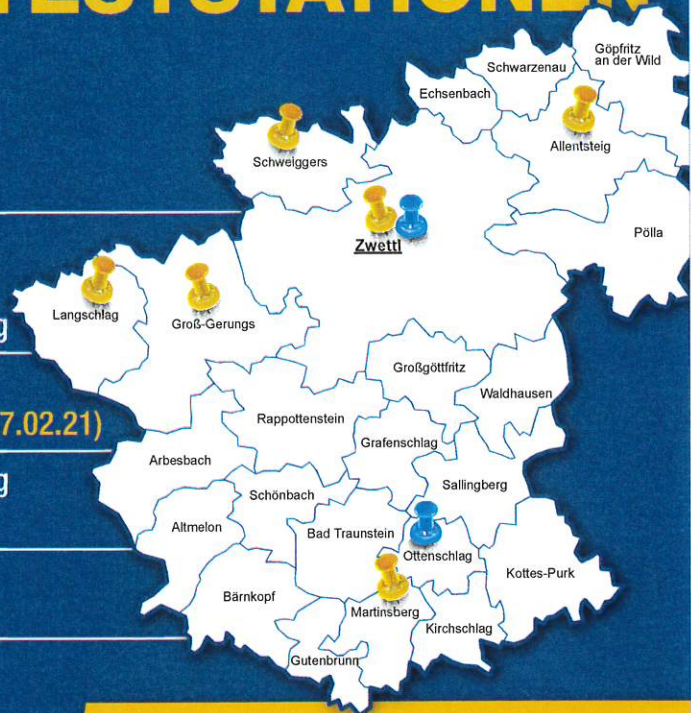 TESTSTATIONEN
Göpfritz
an der Wild
Schwarzenau
Echsenbach
Allentsteig
Schweiggers
Pölla
Zwettl
Langschlag
Groß-Gerungs
g
Großgöttfritz
Waldhausen
7.02.21)
Rappottenstein
Grafenschlag
Arbesbach
g
Sallingberg
Schönbach
Altmelon
Bad Traunstein
Ottenschlag
Kottes-Purk
Bärnkopf
Martinsberg
Kirchschlag
Gutenbrunn